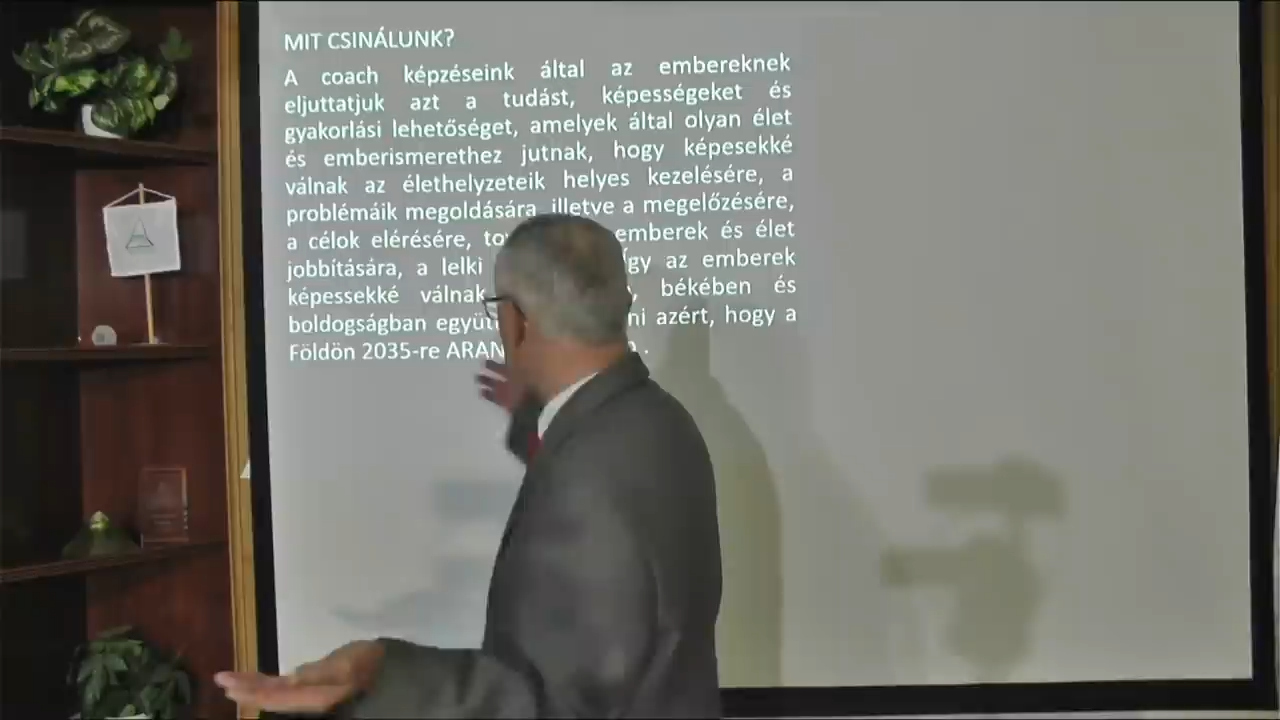 MIT CSINÁLUNK?
A coach képzéseink által az embereknek
eljuttatjuk azt a tudást, képességeket és
gyakorlási lehetőséget, amelyek által olyan élet
és emberismerethez jutnak, hogy képesekké
válnak az élethelyzeteik helyes kezelésére, a
problémáik megoldására, illetve a megelőzésére,
a célok elérésére, emberek és élet
jobbítására, a lelki az emberek
képessekké válnak békében és
boldogságban azért, hogy a
Földön 2035-re